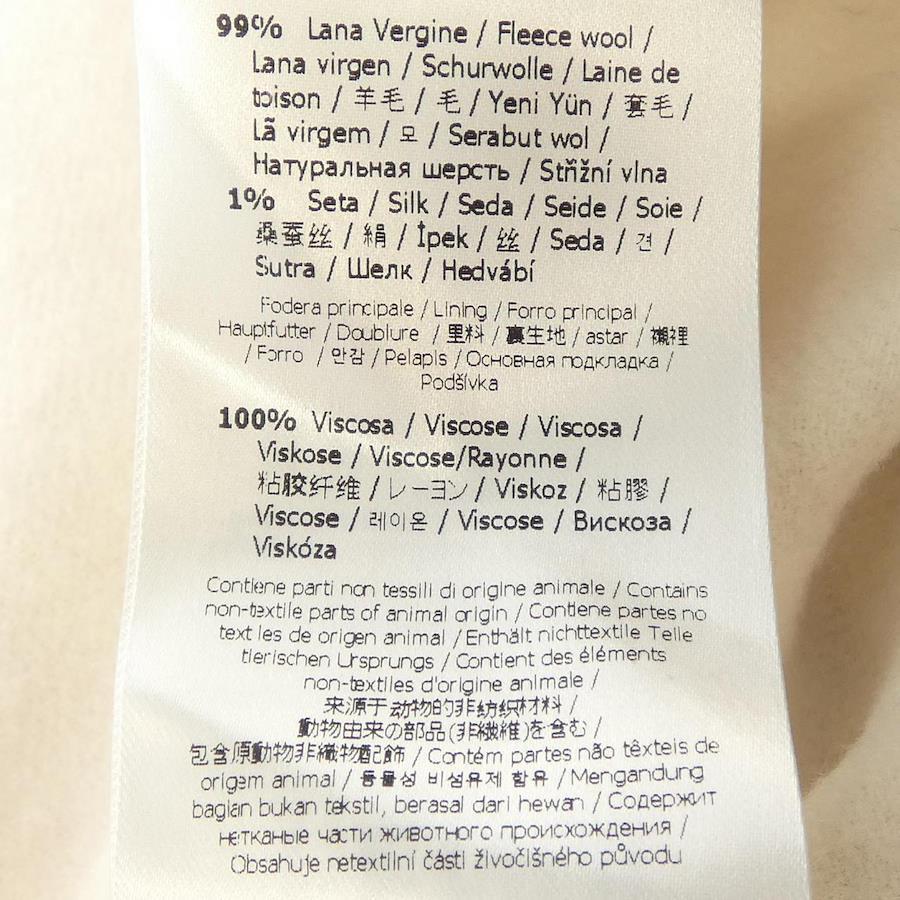 99% Lana Vergine / Fleece wool /
Lana virgen / Schurwolle / Laine de
toison / 羊毛 / 毛 / Yeni Yün / 套毛 /
Lã virgem / 모 / Serabut wol /
Натуральная шерсть / Střižní vlna
1% Seta / Silk / Seda / Seide / Soie /
桑蚕丝 / 絹 / İpek / 丝 / Seda / 견 /
Sutra / Шелк / Hedvábí
Fodera principale / Lining / Forro principal /
Hauptfutter / Doublure / 里料 / 裏生地 / astar / 襯裡
/ Forro / 안감 / Pelapis / Основная подкладка /
Podšívka
100% Viscosa / Viscose / Viscosa /
Viskose / Viscose/Rayonne /
粘胶纤维 / レーヨン / Viskoz / 粘膠 /
Viscose / 레이온 / Viscose / Вискоза /
Viskóza
Contiene parti non tessili di origine animale / Contains
non-textile parts of animal origin / Contiene partes no
textiles de origen animal / Enthält nichttextile Teile
tierischen Ursprungs / Contient des éléments
non-textiles d'origine animale /
来源于动物的非纺织材料 /
動物由来の部品(非繊維)を含む /
包含原動物非織物配飾 / Contém partes não têxteis de
origem animal / 동물성 비섬유제 함유 / Mengandung
bagian bukan tekstil, berasal dari hewan / Содержит
нетканые части животного происхождения /
Obsahuje netextilní části živočišného původu